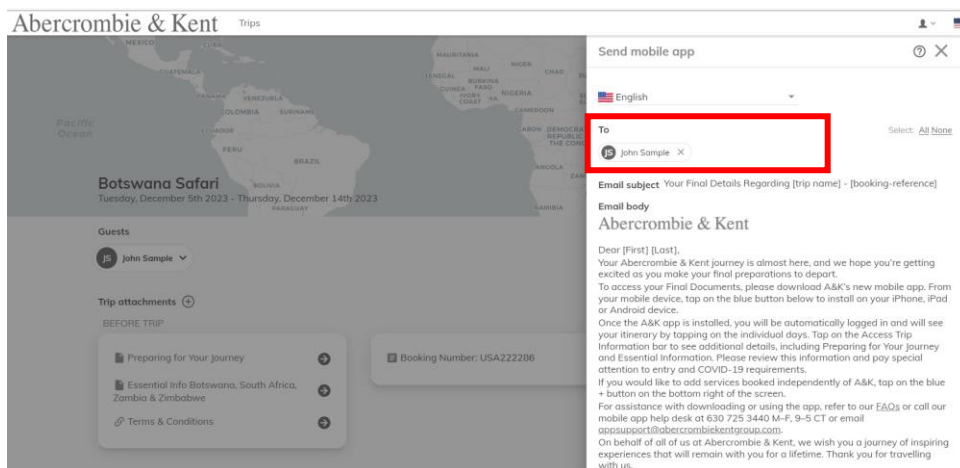 Abercrombie & Kent
Trips
MEXICO
CUBA
GUATEMALA
PANAMA
VENEZUELA
COLOMBIA
SURINAME
ECUADOR
PERU
BRAZIL
BOLIVIA
PARAGUAY
Pacific
Ocean
MAURITANIA
MALI
NIGER
CHAD
SENEGAL
BURKINA
FASO
GUINEA
IVORY
COAST
NIGERIA
CAMEROON
GABON
ANGOLA
NAMIBIA
Botswana Safari
Tuesday, December 5th 2023 - Thursday, December 14th 2023
Guests
JS John Sample
Trip attachments
BEFORE TRIP
Preparing for Your Journey
Essential Info Botswana, South Africa,
Zambia & Zimbabwe
Terms & Conditions
Booking Number: USA222206
Send mobile app
English
To
Select: All None
JS John Sample
Email subject Your Final Details Regarding [trip name] - [booking-reference]
Email body
Abercrombie & Kent
Dear [First] [Last],
Your Abercrombie & Kent journey is almost here, and we hope you're getting
excited as you make your final preparations to depart.
To access your Final Documents, please download A&K's new mobile app. From
your mobile device, tap on the blue button below to install on your iPhone, iPad
or Android device.
Once the A&K app is installed, you will be automatically logged in and will see
your itinerary by tapping on the individual days. Tap on the Access Trip
Information bar to see additional details, including Preparing for Your Journey
and Essential Information. Please review this information and pay special
attention to entry and COVID-19 requirements.
If you would like to add services booked independently of A&K, tap on the blue
+ button on the bottom right of the screen.
For assistance with downloading or using the app, refer to our FAQs or call our
mobile app help desk at 630 725 3440 M–F, 9–5 CT or email
appsupport@abercrombiekentgroup.com.
On behalf of all of us at Abercrombie & Kent, we wish you a journey of inspiring
experiences that will remain with you for a lifetime. Thank you for travelling
with us.